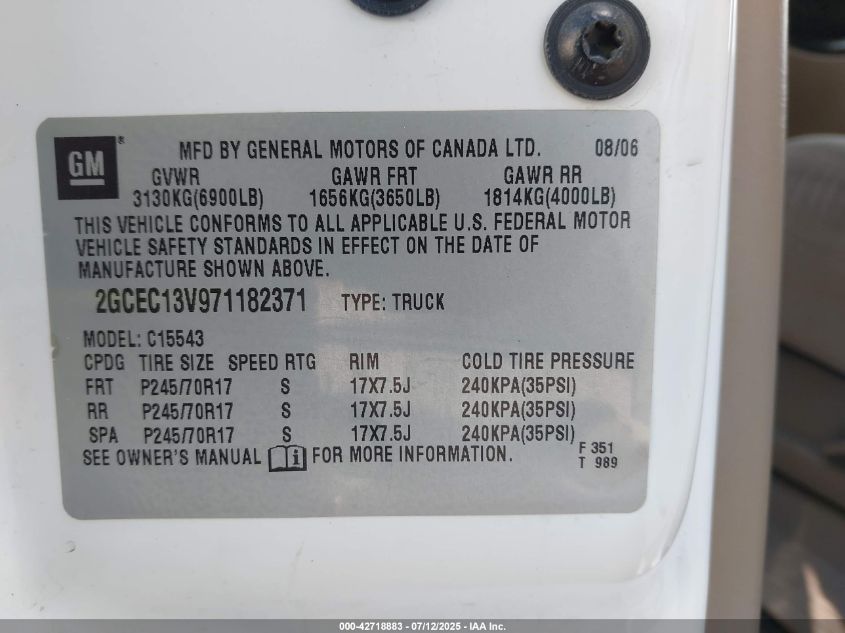 GM ® MFD BY GENERAL MOTORS OF CANADA LTD. 08/06
GVWR GAWR FRT GAWR RR
3130KG(6900LB) 1656KG(3650LB) 1814KG(4000LB)
THIS VEHICLE CONFORMS TO ALL APPLICABLE U.S. FEDERAL MOTOR
VEHICLE SAFETY STANDARDS IN EFFECT ON THE DATE OF
MANUFACTURE SHOWN ABOVE.
2GCEC13V971182371 TYPE: TRUCK
MODEL: C15543
CPDG TIRE SIZE SPEED RTG RIM COLD TIRE PRESSURE
FRT P245/70R17 S 17X7.5J 240KPA(35PSI)
RR P245/70R17 S 17X7.5J 240KPA(35PSI)
SPA P245/70R17 S 17X7.5J 240KPA(35PSI)
SEE OWNER'S MANUAL i FOR MORE INFORMATION. F 351
T 989
000-42718883 - 07/12/2025 - IAA Inc.